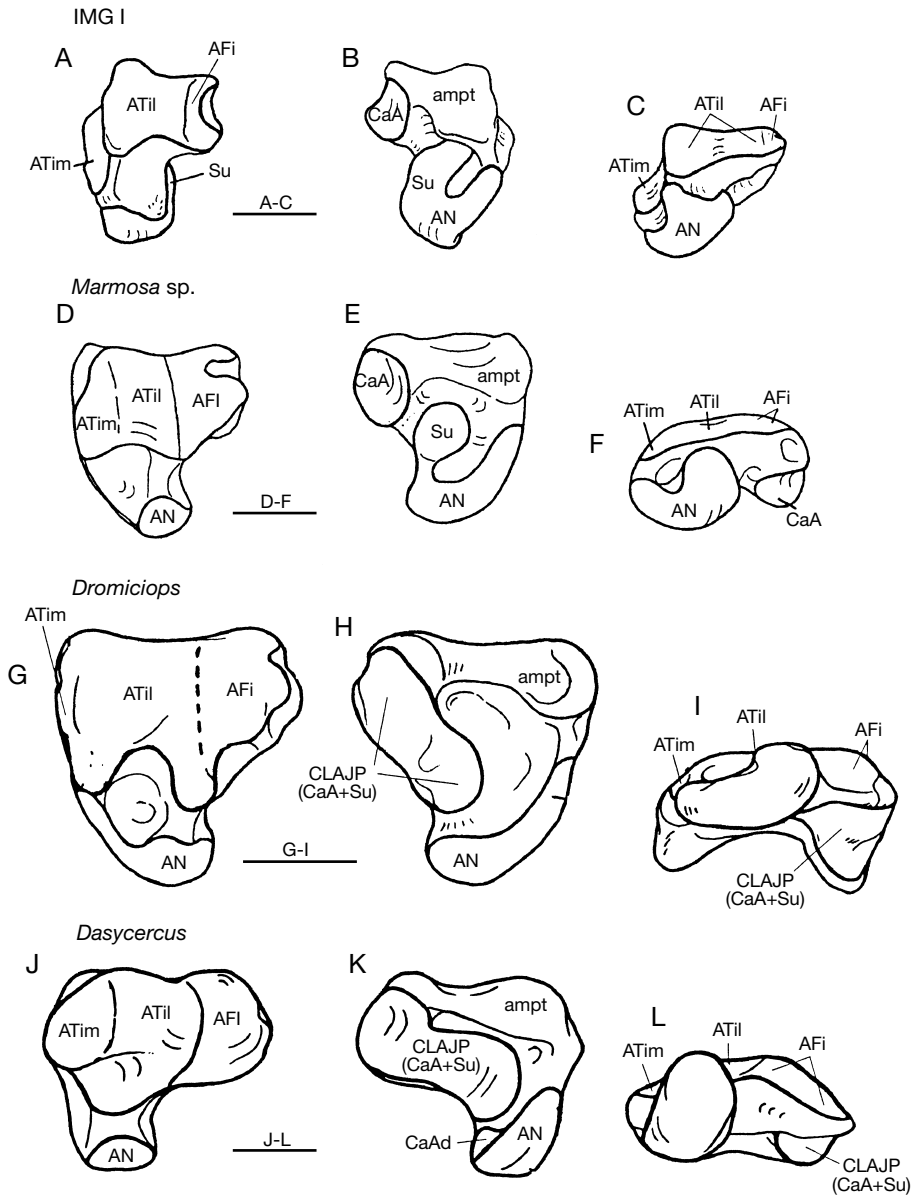 IMG I
A
AFi
ATil
ATim
Su
A-C
B
CaA
ampt
Su
AN
C
ATil
AFi
ATim
AN
Marmosa sp.
D
ATil
AFI
ATim
AN
D-F
E
CaA
ampt
Su
AN
F
ATim
ATil
AFi
AN
CaA
Dromiciops
ATim
G
ATil
AFi
AN
G-I
H
ampt
CLAJP
(CaA+Su)
AN
I
ATil
ATim
AFi
CLAJP
(CaA+Su)
Dasycercus
J
ATim
ATil
AFI
AN
J-L
K
ampt
CLAJP
(CaA+Su)
CaAd
AN
L
ATim
ATil
AFi
CLAJP
(CaA+Su)